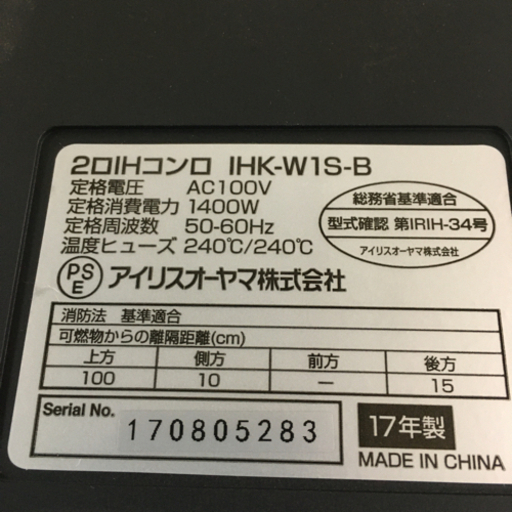 2口IHコンロ IHK-W1S-B
定格電圧 AC100V
定格消費電力 1400W
定格周波数 50-60Hz
温度ヒューズ 240℃/240℃
総務省基準適合
型式確認 第IRIH-34号
アイリスオーヤマ株式会社
PS
E
アイリスオーヤマ株式会社
消防法 基準適合
可燃物からの離隔距離(cm)
上方 側方 前方 後方
100 10 — 15
Serial No. 170805283
17年製
MADE IN CHINA